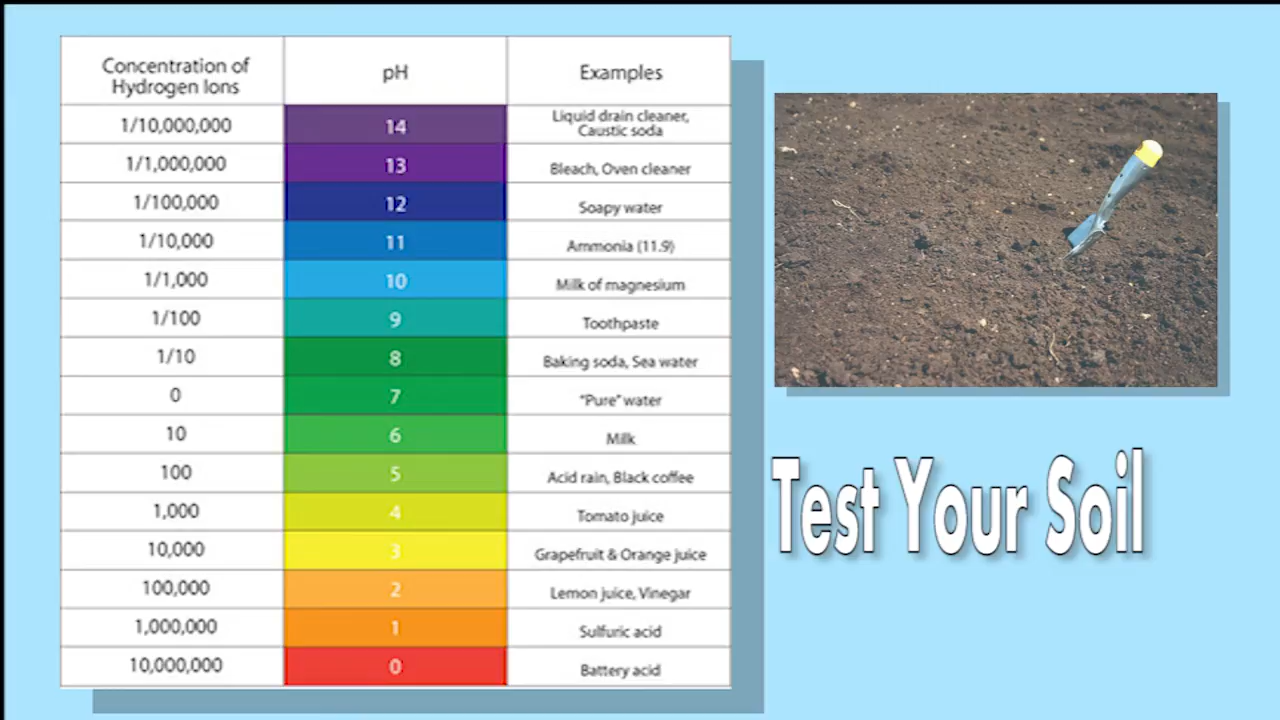 Concentration of
Hydrogen Ions
pH
Examples
1/10,000,000
14
Liquid drain cleaner,
Caustic soda
1/1,000,000
13
Bleach, Oven cleaner
1/100,000
12
Soapy water
1/10,000
11
Ammonia (11.9)
1/1,000
10
Milk of magnesium
1/100
9
Toothpaste
1/10
8
Baking soda, Sea water
0
7
"Pure" water
10
6
Milk
100
5
Acid rain, Black coffee
1,000
4
Tomato juice
10,000
3
Grapefruit & Orange juice
100,000
2
Lemon juice, Vinegar
1,000,000
1
Sulfuric acid
10,000,000
0
Battery acid
Test Your Soil